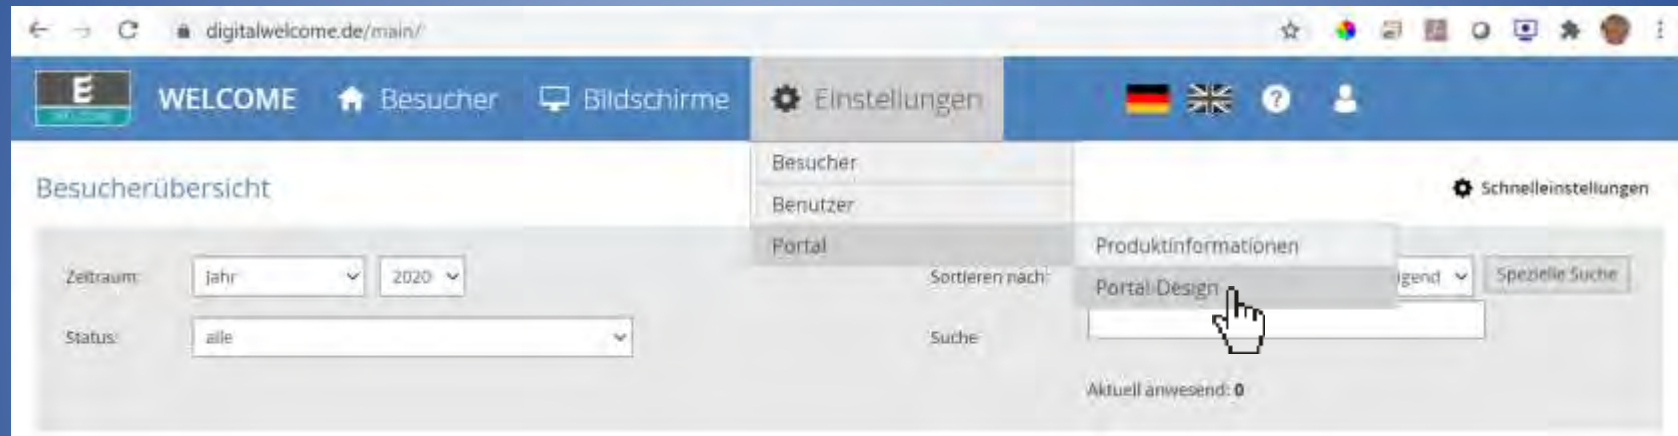 digitalwelcome.de/main/
E
WELCOME Besucher Bildschirme Einstellungen ?
Besucher
Besucherübersicht Schnelleinstellungen
Benutzer
Portal Produktinformationen
Zeitraum: Jahr 2020 Sortieren nach: igend Spezielle Suche
Portal-Design
Status: alle Suche
Aktuell anwesend: 0